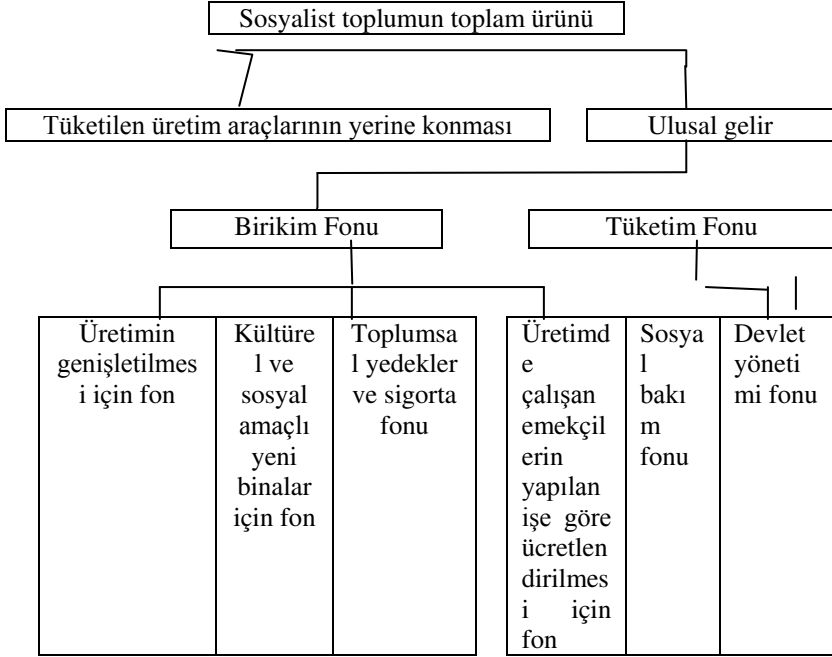 Sosyalist toplumun toplam ürünü
Tüketilen üretim araçlarının yerine konması
Ulusal gelir
Birikim Fonu
Tüketim Fonu
Üretimin
genişletilmes
i için fon
Kültüre
l ve
sosyal
amaçlı
yeni
binalar
için fon
Toplumsa
l yedekler
ve sigorta
fonu
Üretimd
e
çalışan
emekçil
erin
yapılan
işe göre
ücretlen
dirilmes
i için
fon
Sosya
l
bakı
m
fonu
Devlet
yöneti
mi fonu